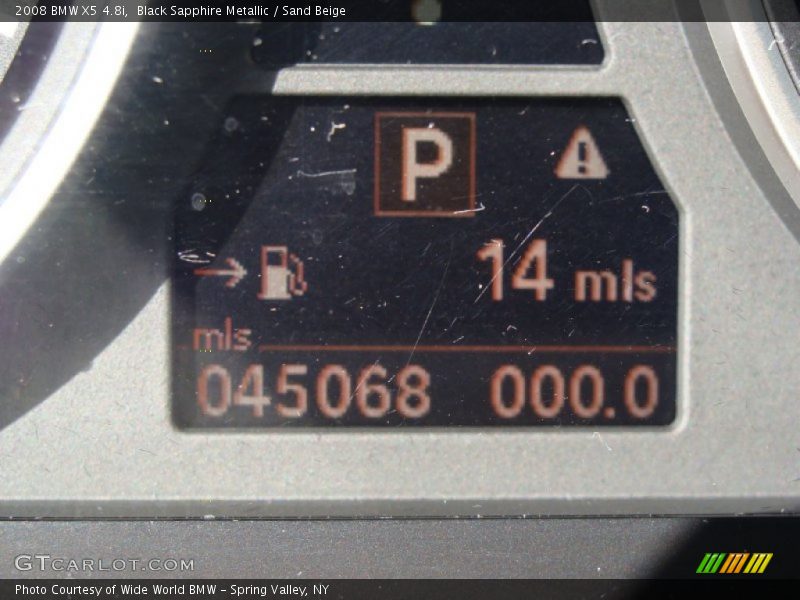 2008 BMW X5 4.8i, Black Sapphire Metallic / Sand Beige
P
14 mls
mls
045068 000.0
GTCARLOT.COM
Photo Courtesy of Wide World BMW - Spring Valley, NY